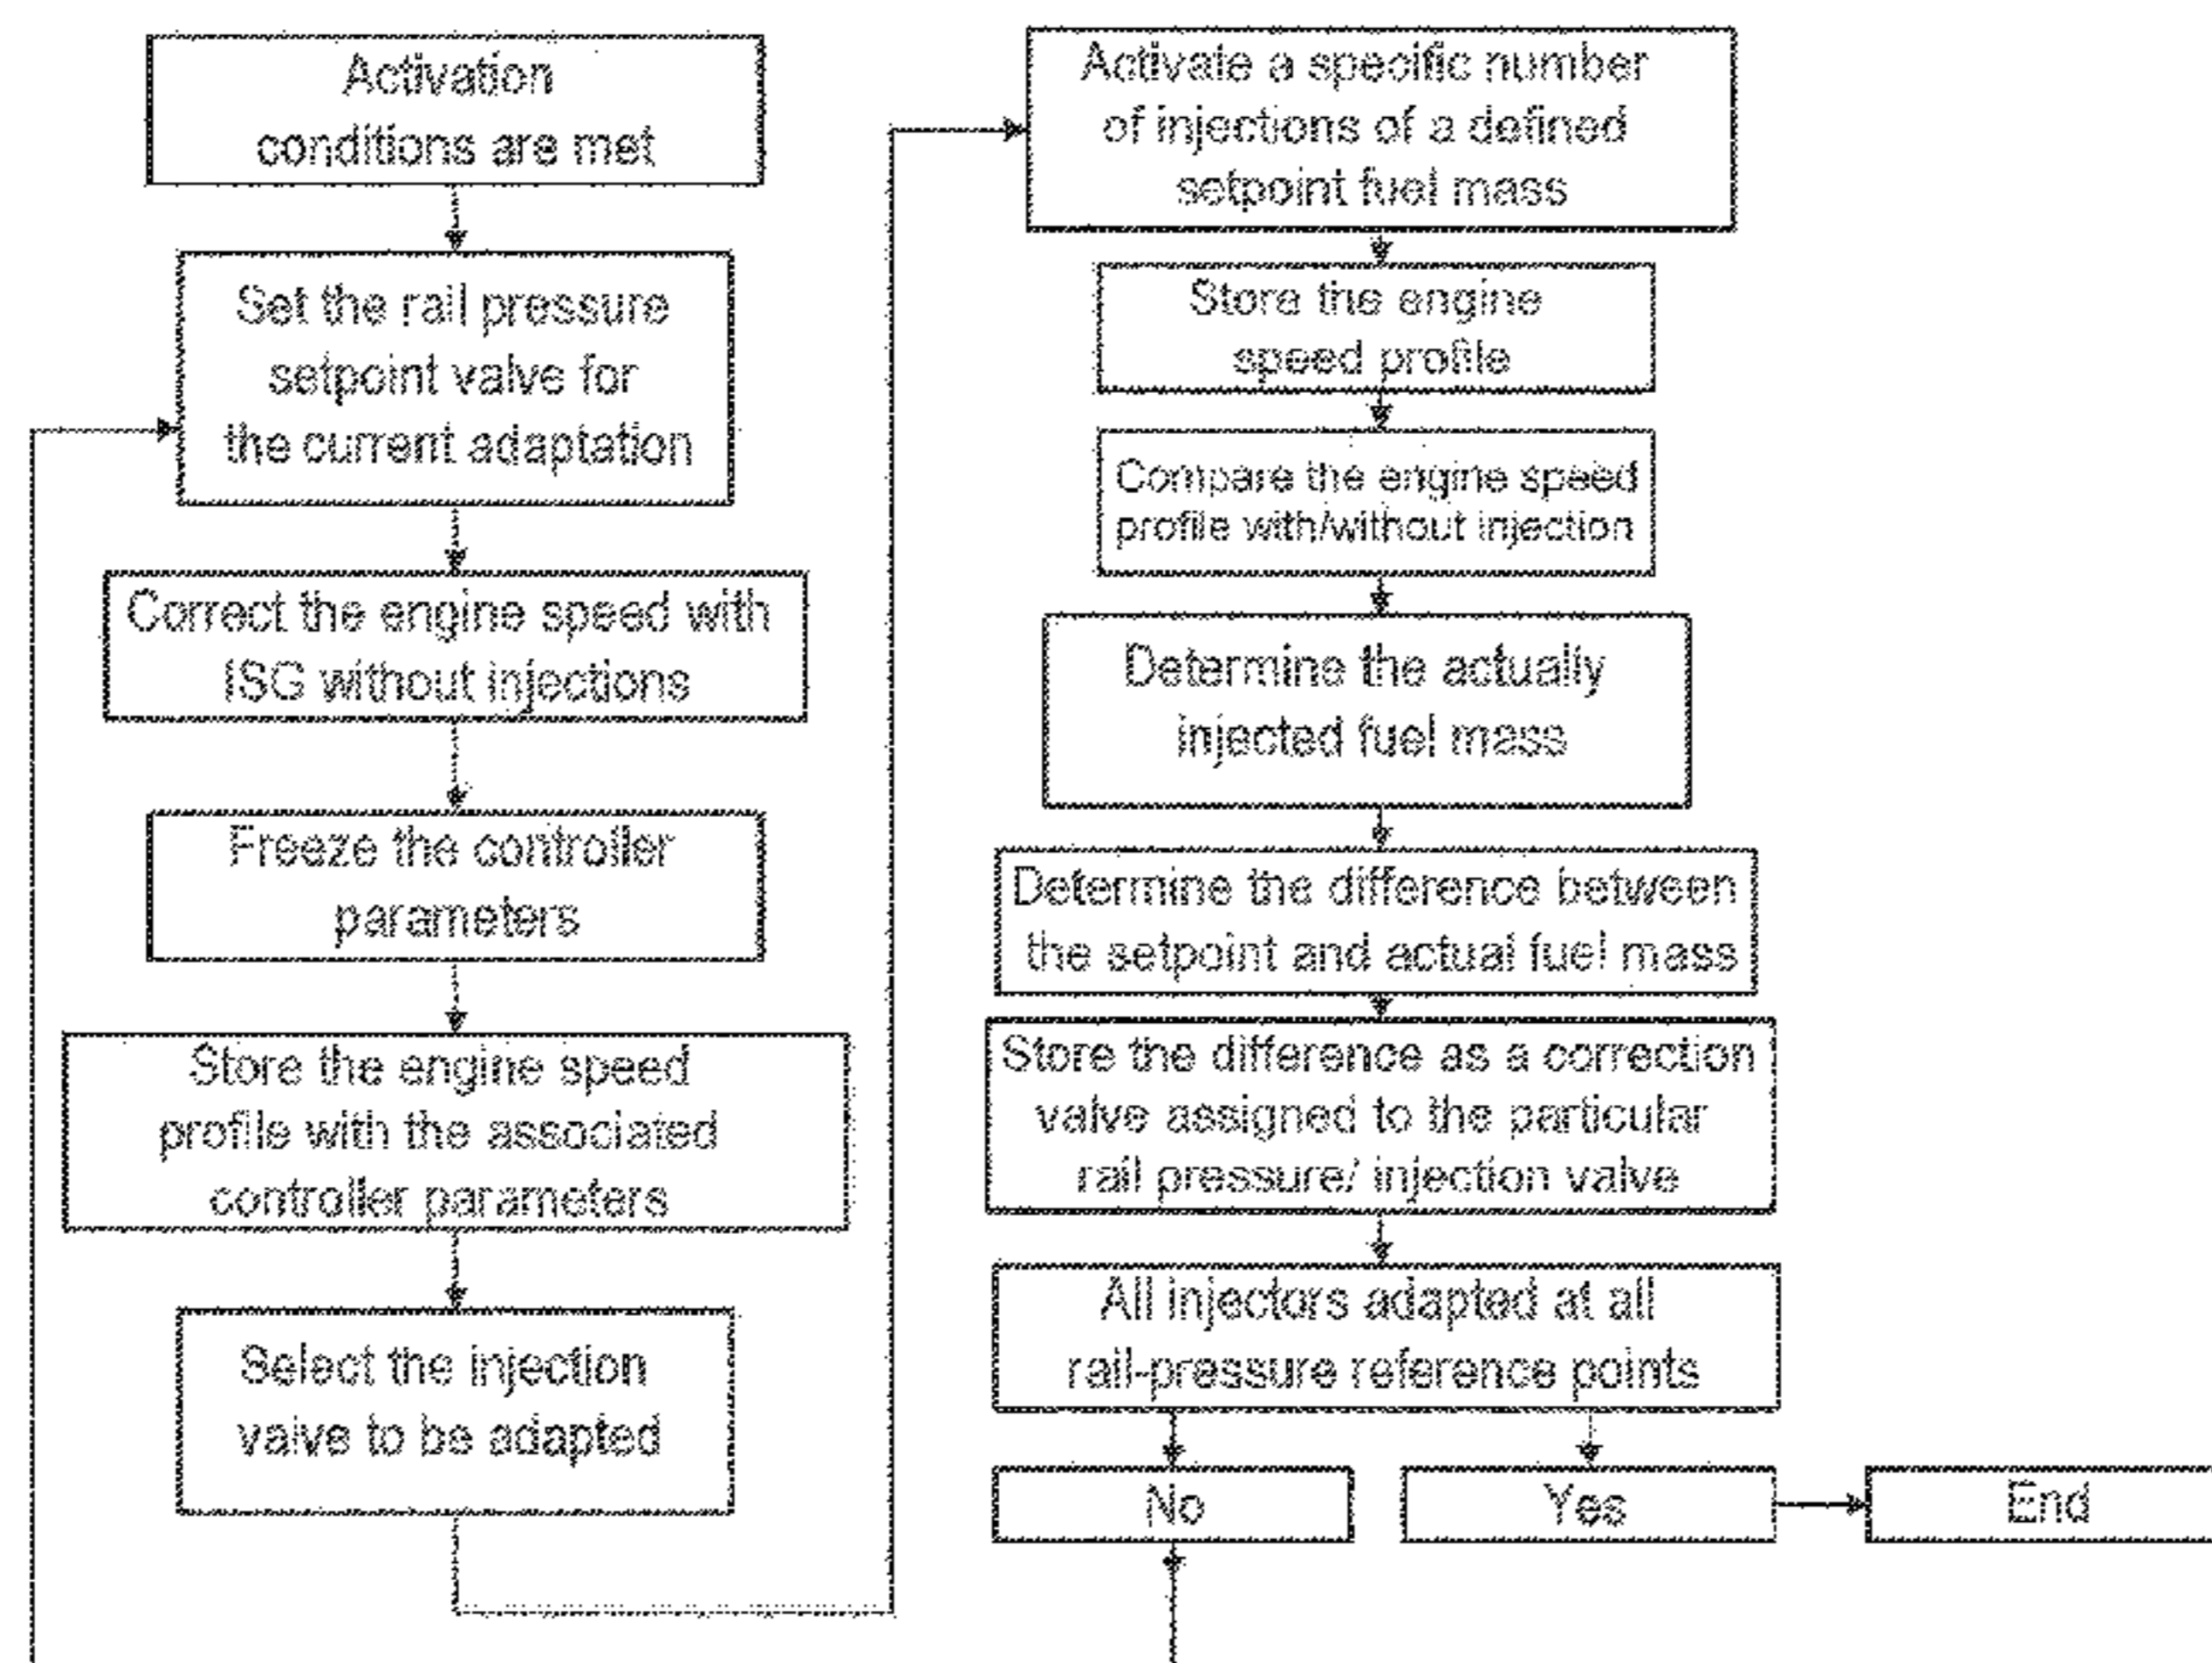 Activation
conditions are met
Set the rail pressure
setpoint valve for
the current adaptation
Correct the engine speed with
ISG without injections
Freeze the controller
parameters
Store the engine speed
profile with the associated
controller parameters
Select the injection
valve to be adapted
Activate a specific number
of injections of a defined
setpoint fuel mass
Store the engine
speed profile
Compare the engine speed
profile with/without injection
Determine the actually
injected fuel mass
Determine the difference between
the setpoint and actual fuel mass
Store the difference as a correction
valve assigned to the particular
rail pressure/ injection valve
All injectors adapted at all
rail-pressure reference points
No
Yes
End